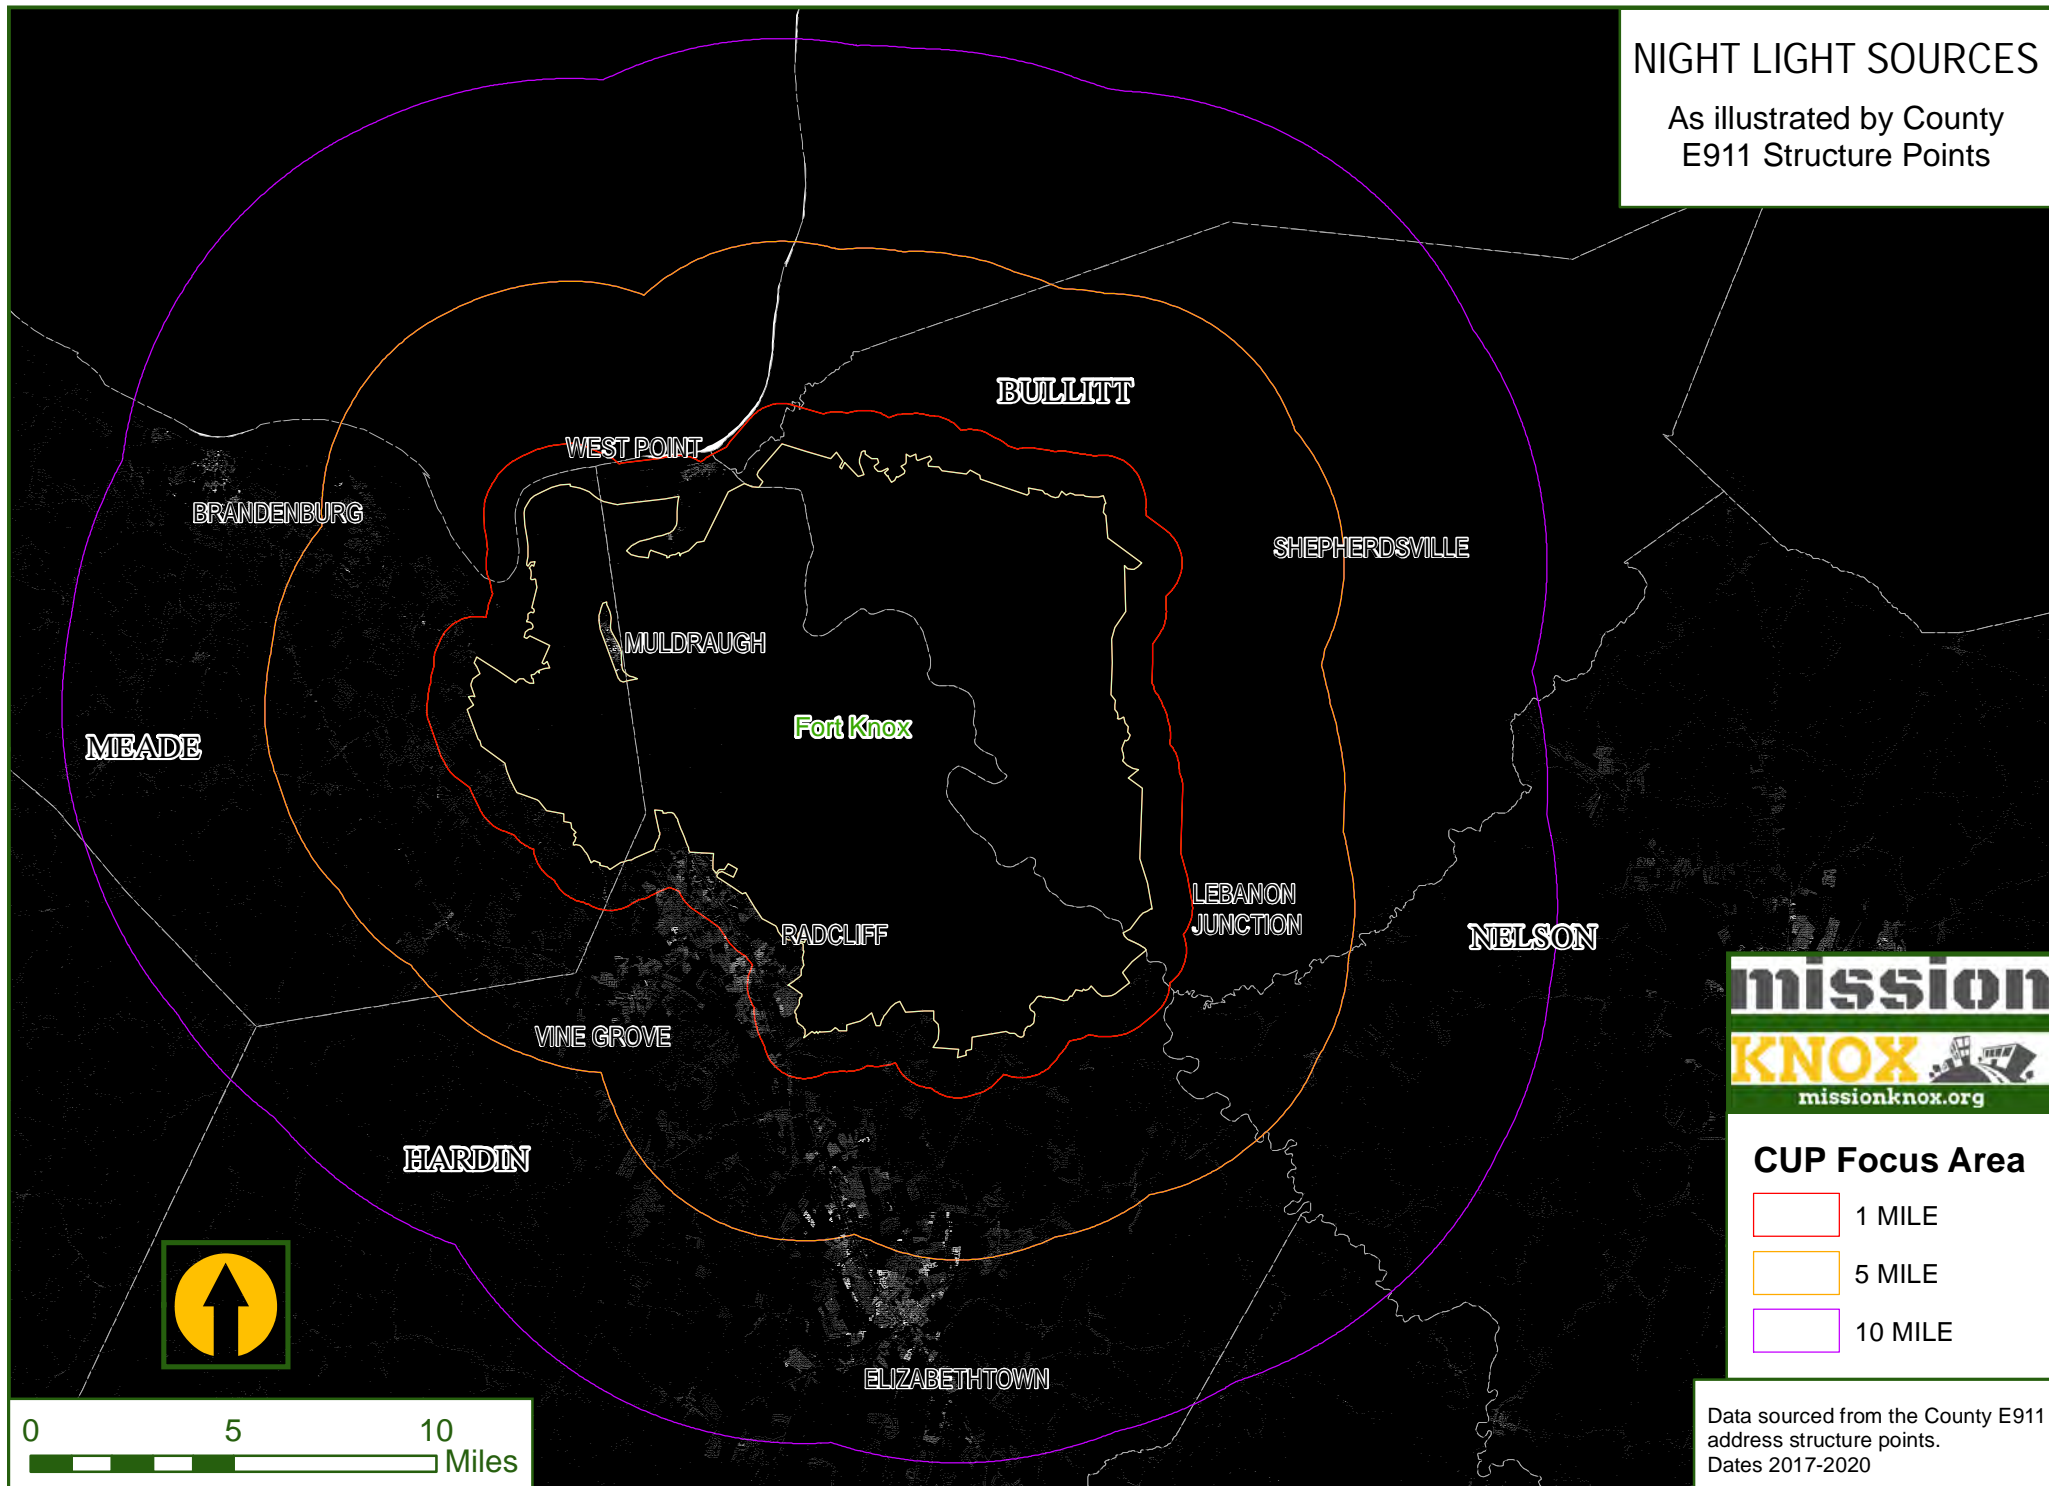 NIGHT LIGHT SOURCES
As illustrated by County
E911 Structure Points
BULLITT
WEST POINT
BRANDENBURG
SHEPHERDSVILLE
MULDRAUGH
Fort Knox
MEADE
LEBANON
JUNCTION
RADCLIFF
NELSON
VINE GROVE
HARDIN
ELIZABETHTOWN
mission
KNOX
missionknox.org
CUP Focus Area
1 MILE
5 MILE
10 MILE
0 5 10
Miles
Data sourced from the County E911
address structure points.
Dates 2017-2020